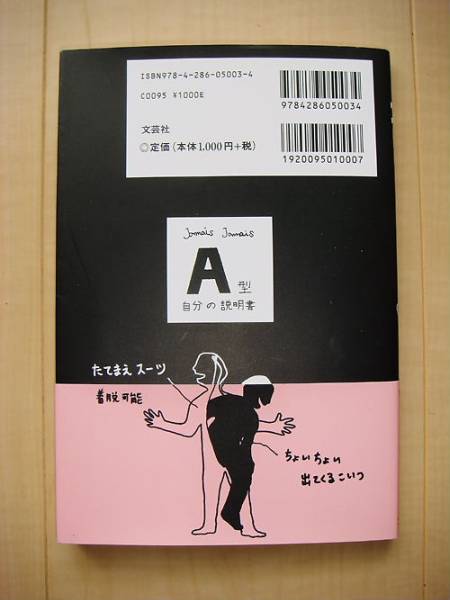 ISBN978-4-286-05003-4
C0095 ¥1000E
9784286050034
文芸社
◎定価(本体1,000円+税)
1920095010007
Jamais Jamais
A型
自分の説明書
たてまえスーツ
着脱可能
ちょいちょい
出てくるこいつ